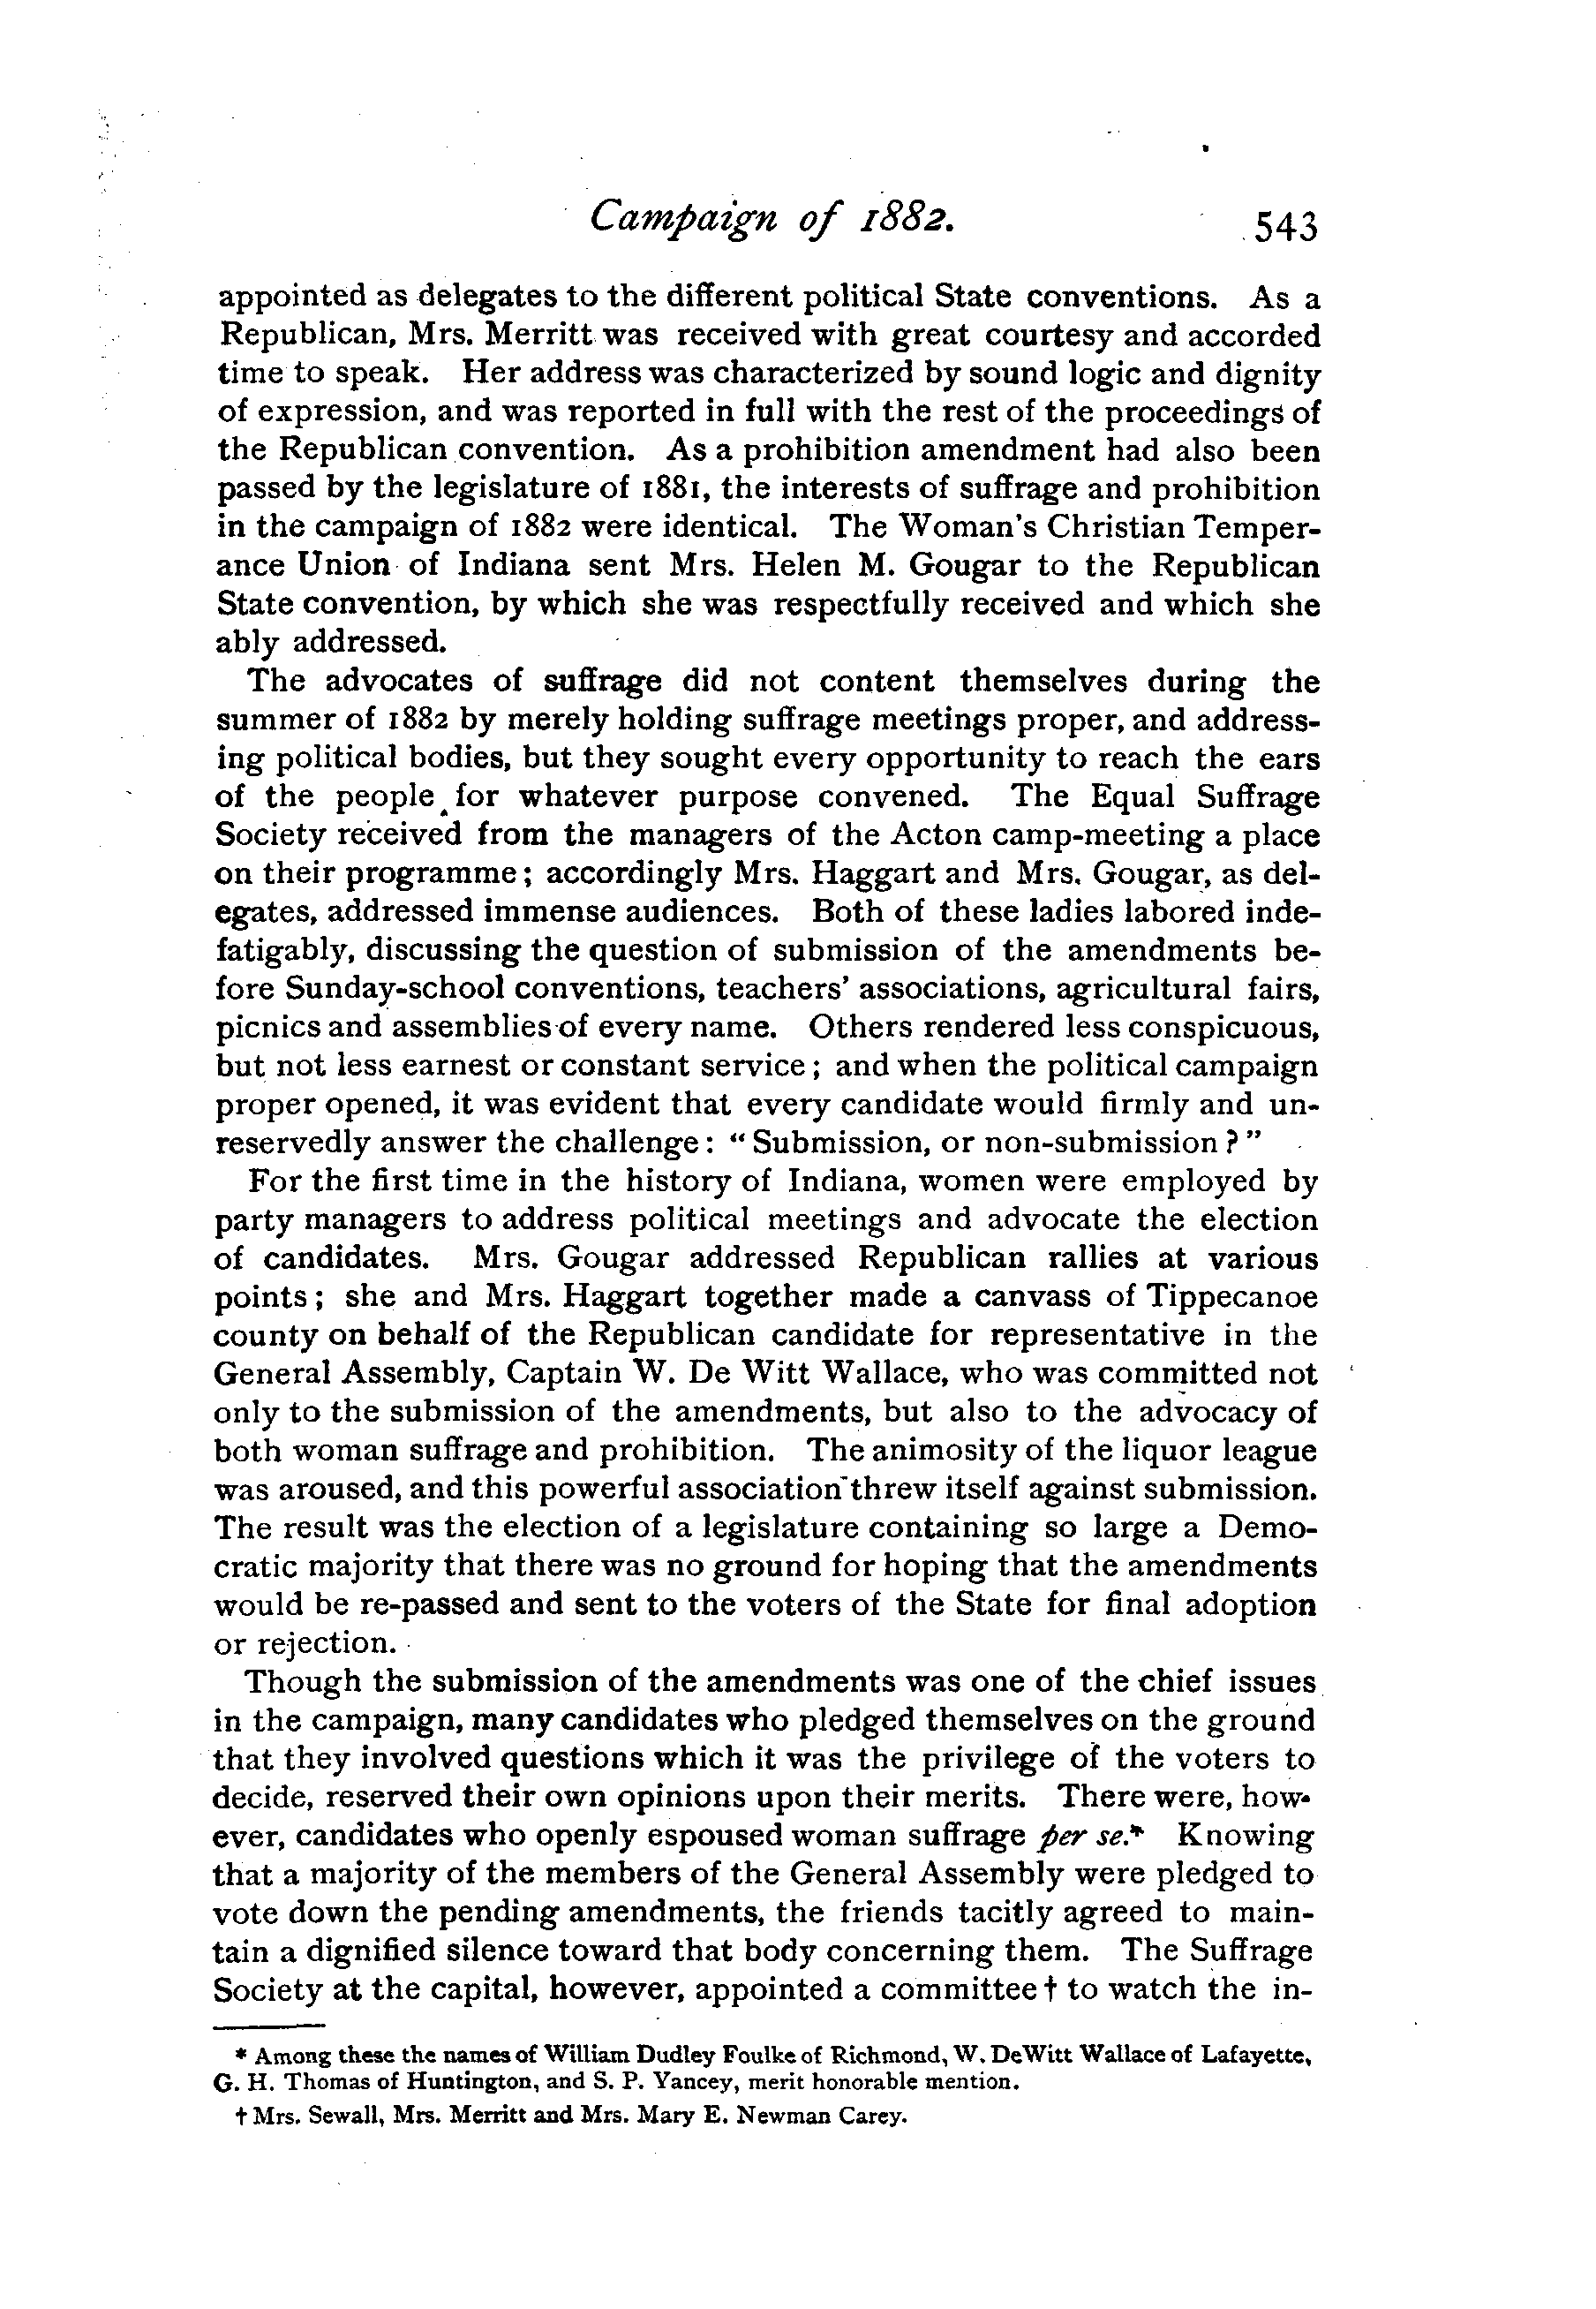 Campaign of 1882. 543
appointed as delegates to the different political State conventions. As a
Republican, Mrs. Merritt was received with great courtesy and accorded
time to speak. Her address was characterized by sound logic and dignity
of expression, and was reported in full with the rest of the proceedings of
the Republican convention. As a prohibition amendment had also been
passed by the legislature of 1881, the interests of suffrage and prohibition
in the campaign of 1882 were identical. The Woman's Christian Temper-
ance Union of Indiana sent Mrs. Helen M. Gougar to the Republican
State convention, by which she was respectfully received and which she
ably addressed.
The advocates of suffrage did not content themselves during the
summer of 1882 by merely holding suffrage meetings proper, and address-
ing political bodies, but they sought every opportunity to reach the ears
of the people for whatever purpose convened. The Equal Suffrage
Society received from the managers of the Acton camp-meeting a place
on their programme; accordingly Mrs. Haggart and Mrs. Gougar, as del-
egates, addressed immense audiences. Both of these ladies labored inde-
fatigably, discussing the question of submission of the amendments be-
fore Sunday-school conventions, teachers' associations, agricultural fairs,
picnics and assemblies of every name. Others rendered less conspicuous,
but not less earnest or constant service; and when the political campaign
proper opened, it was evident that every candidate would firmly and un-
reservedly answer the challenge: "Submission, or non-submission?"
For the first time in the history of Indiana, women were employed by
party managers to address political meetings and advocate the election
of candidates. Mrs. Gougar addressed Republican rallies at various
points; she and Mrs. Haggart together made a canvass of Tippecanoe
county on behalf of the Republican candidate for representative in the
General Assembly, Captain W. De Witt Wallace, who was committed not
only to the submission of the amendments, but also to the advocacy of
both woman suffrage and prohibition. The animosity of the liquor league
was aroused, and this powerful association threw itself against submission.
The result was the election of a legislature containing so large a Demo-
cratic majority that there was no ground for hoping that the amendments
would be re-passed and sent to the voters of the State for final adoption
or rejection.
Though the submission of the amendments was one of the chief issues
in the campaign, many candidates who pledged themselves on the ground
that they involved questions which it was the privilege of the voters to
decide, reserved their own opinions upon their merits. There were, how-
ever, candidates who openly espoused woman suffrage per se.* Knowing
that a majority of the members of the General Assembly were pledged to
vote down the pending amendments, the friends tacitly agreed to main-
tain a dignified silence toward that body concerning them. The Suffrage
Society at the capital, however, appointed a committee† to watch the in-
* Among these the names of William Dudley Foulke of Richmond, W. DeWitt Wallace of Lafayette,
G. H. Thomas of Huntington, and S. P. Yancey, merit honorable mention.
† Mrs. Sewall, Mrs. Merritt and Mrs. Mary E. Newman Carey.